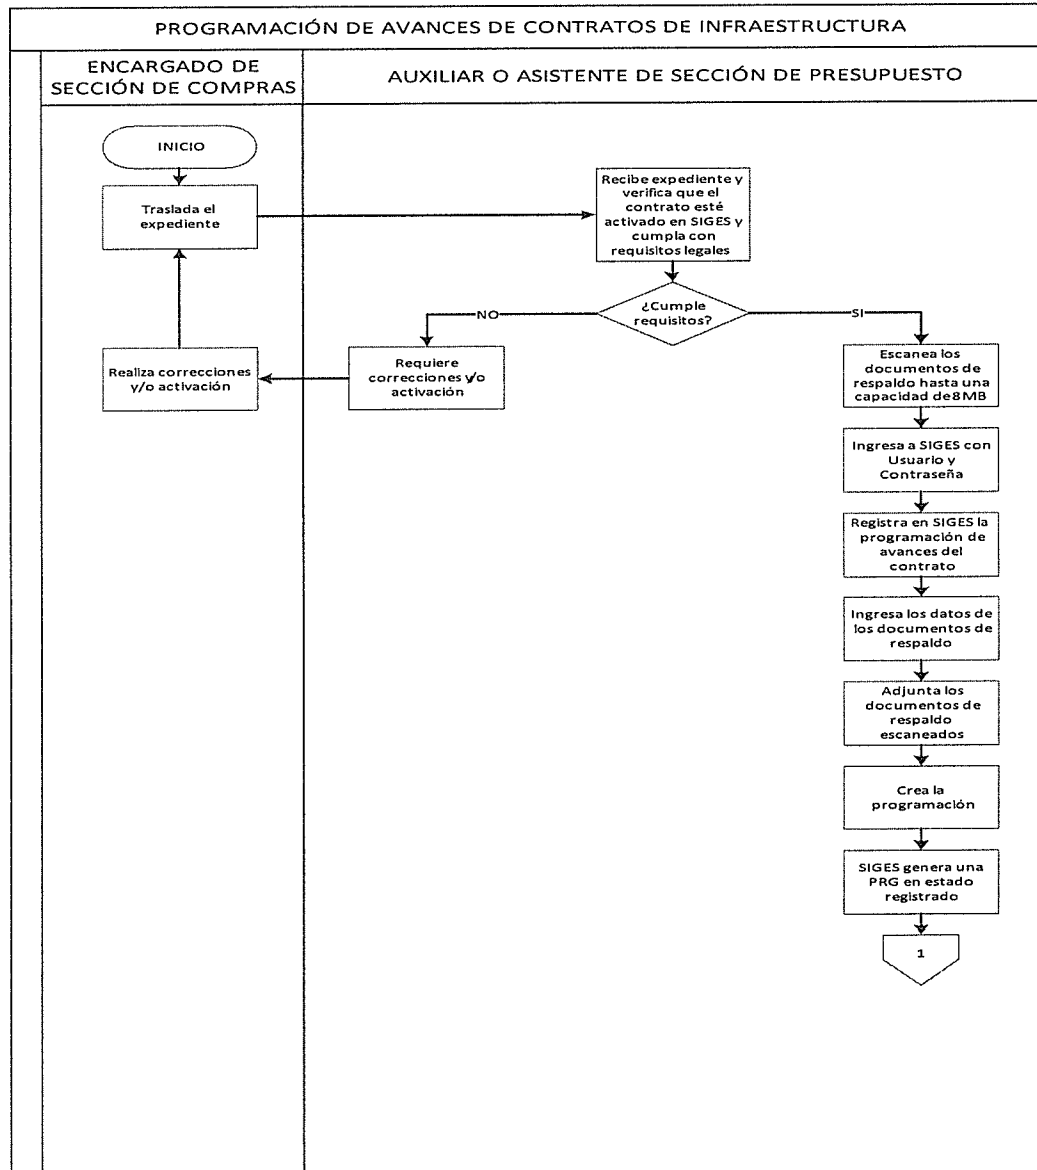 PROGRAMACIÓN DE AVANCES DE CONTRATOS DE INFRAESTRUCTURA
ENCARGADO DE
SECCIÓN DE COMPRAS
AUXILIAR O ASISTENTE DE SECCIÓN DE PRESUPUESTO
INICIO
Traslada el
expediente
Recibe expediente y
verifica que el
contrato esté
activado en SIGES y
cumpla con
requisitos legales
¿Cumple
requisitos?
NO
SI
Realiza correcciones
y/o activación
Requiere
correcciones y/o
activación
Escanea los
documentos de
respaldo hasta una
capacidad de8MB
Ingresa a SIGES con
Usuario y
Contraseña
Registra en SIGES la
programación de
avances del
contrato
Ingresa los datos de
los documentos de
respaldo
Adjunta los
documentos de
respaldo
escaneados
Crea la
programación
SIGES genera una
PRG en estado
registrado
1